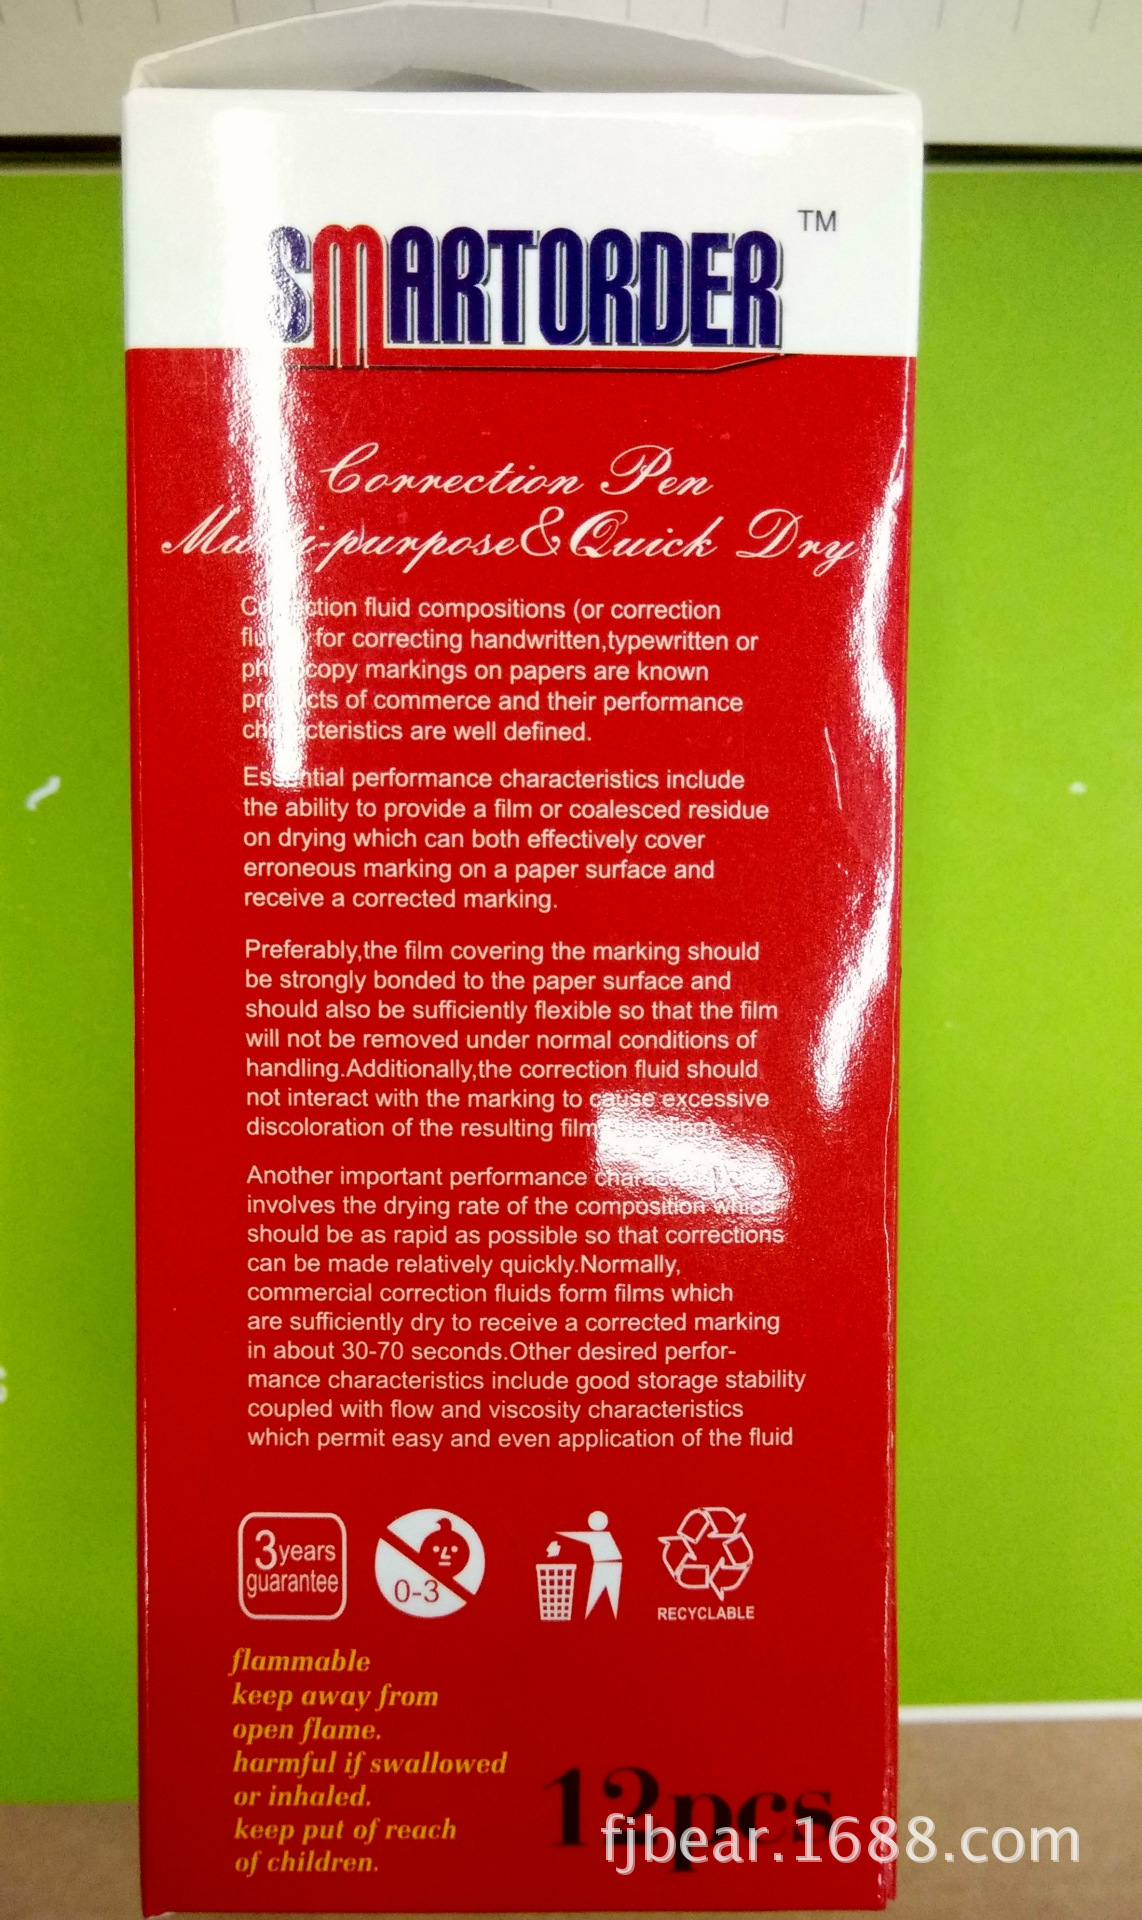 SMARTORDER
TM
Correction Pen
Multi-purpose&Quick Dry
Correction fluid compositions (or correction
for correcting handwritten,typewritten or
photocopy markings on papers are known
products of commerce and their performance
characteristics are well defined.
Essential performance characteristics include
the ability to provide a film or coalesced residue
on drying which can both effectively cover
erroneous marking on a paper surface and
receive a corrected marking.
Preferably,the film covering the marking should
be strongly bonded to the paper surface and
should also be sufficiently flexible so that the film
will not be removed under normal conditions of
handling.Additionally,the correction fluid should
not interact with the marking to cause excessive
discoloration of the resulting film(bleeding).
Another important performance
involves the drying rate of the composition which
should be as rapid as possible so that corrections
can be made relatively quickly.Normally,
commercial correction fluids form films which
are sufficiently dry to receive a corrected marking
in about 30-70 seconds.Other desired perfor-
mance characteristics include good storage stability
coupled with flow and viscosity characteristics
which permit easy and even application of the fluid
3years
guarantee
0-3
RECYCLABLE
flammable
keep away from
open flame.
harmful if swallowed
or inhaled.
keep put of reach
of children.
12pcs
fjbear.1688.com